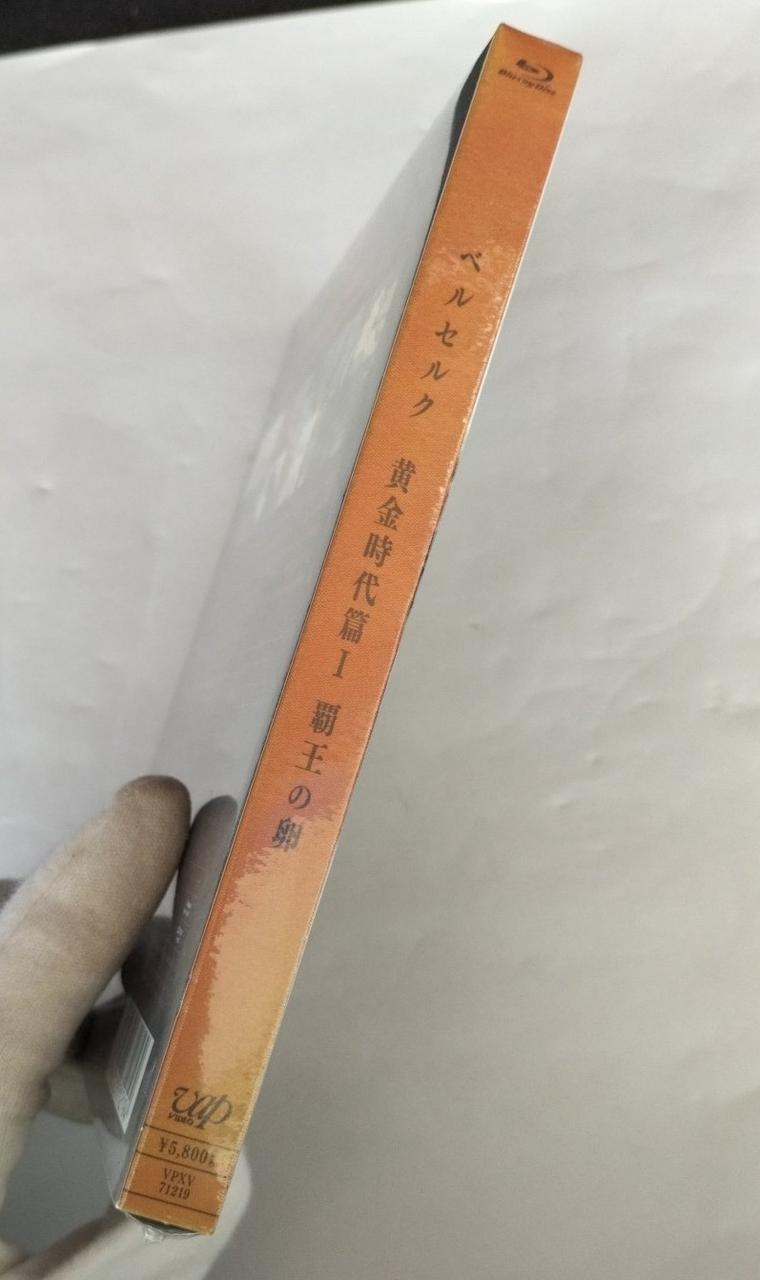 Blu-ray Disc
ベルセルク 黄金時代篇I 覇王の卵
vap
VIDEO
¥5,800
VPXV
71219